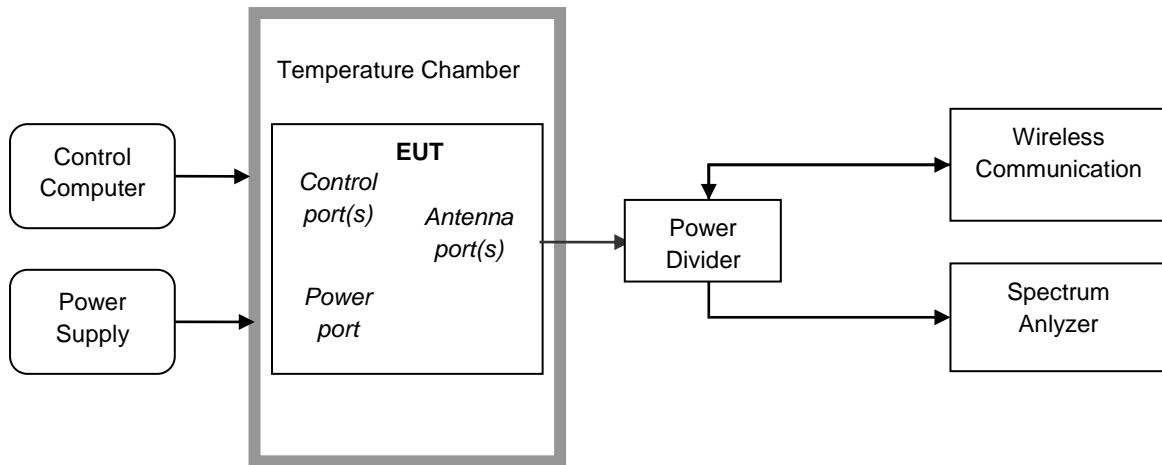 Temperature Chamber
Control
Computer
Power
Supply
EUT
Control
port(s)
Antenna
port(s)
Power
port
Power
Divider
Wireless
Communication
Spectrum
Anlyzer